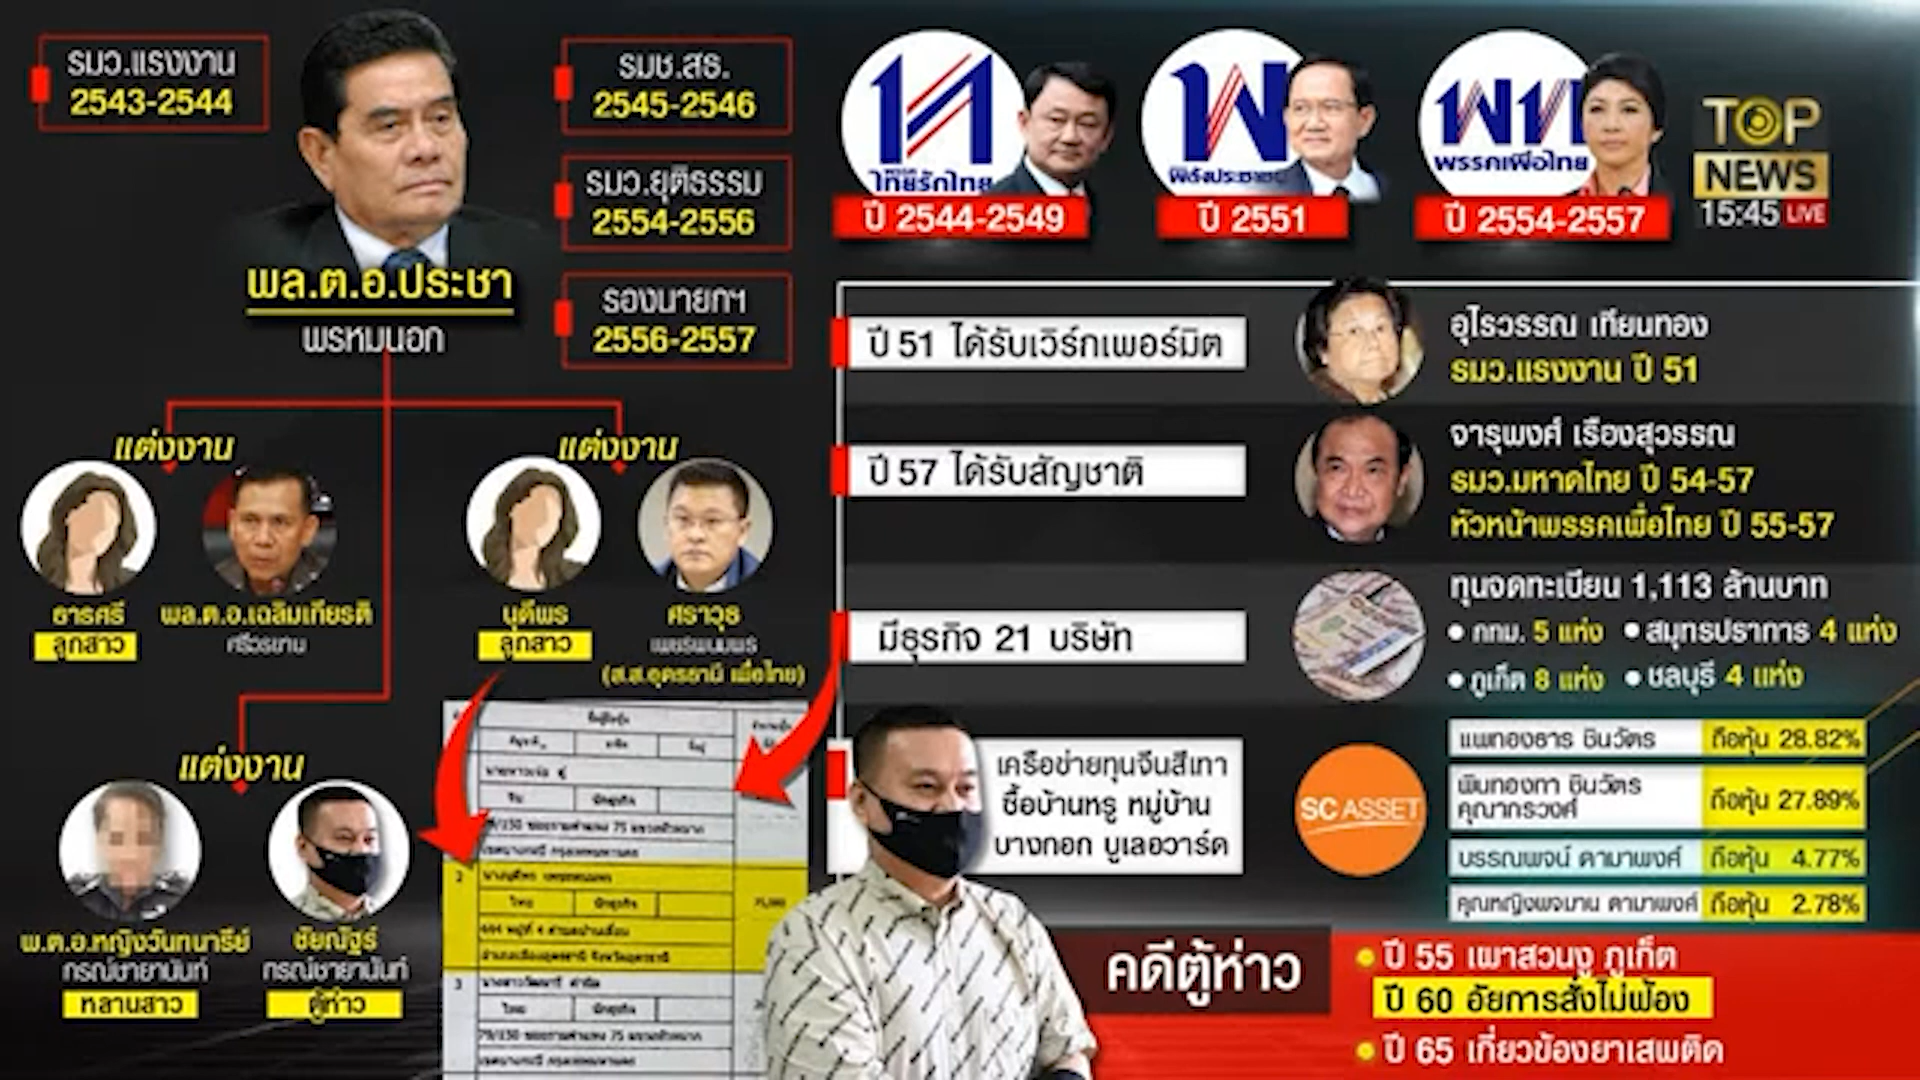 รมว.แรงงาน
2543-2544
รมช.สธ.
2545-2546
รมว.ยุติธรรม
2554-2556
รองนายกฯ
2556-2557
พล.ต.อ.ประชา
พรหมนอก
ไทยรักไทย
ปี 2544-2549
พลังประชาชน
ปี 2551
พรรคเพื่อไทย
ปี 2554-2557
TOP
NEWS
15:45 LIVE
แต่งงาน
แต่งงาน
ธารศรี
ลูกสาว
พล.ต.อ.เฉลิมเกียรติ
ศรีวรขาน
นุดีพร
ลูกสาว
ศราวุธ
เพชรพนมพร
(ส.ส.อุดรธานี เพื่อไทย)
แต่งงาน
พ.ต.อ.หญิงวันทนารีย์
กรณ์ชายานันท์
หลานสาว
ชัยณัฐร์
กรณ์ชายานันท์
ตู้ห่าว
ปี 51 ได้รับเวิร์กเพอร์มิต
อุไรวรรณ เทียนทอง
รมว.แรงงาน ปี 51
ปี 57 ได้รับสัญชาติ
จารุพงศ์ เรืองสุวรรณ
รมว.มหาดไทย ปี 54-57
หัวหน้าพรรคเพื่อไทย ปี 55-57
มีธุรกิจ 21 บริษัท
ทุนจดทะเบียน 1,113 ล้านบาท
• กทม. 5 แห่ง • สมุทรปราการ 4 แห่ง
• ภูเก็ต 8 แห่ง • ชลบุรี 4 แห่ง
เครือข่ายทุนจีนสีเทา
ซื้อบ้านหรู หมู่บ้าน
บางกอก บูเลอวาร์ด
SC ASSET
แพทองธาร ชินวัตร ถือหุ้น 28.82%
พินทองทา ชินวัตร
คุณากรวงศ์ ถือหุ้น 27.89%
บรรณพจน์ ดามาพงศ์ ถือหุ้น 4.77%
คุณหญิงพจมาน ดามาพงศ์ ถือหุ้น 2.78%
คดีตู้ห่าว
• ปี 55 เผาสวนงู ภูเก็ต
ปี 60 อัยการสั่งไม่ฟ้อง
• ปี 65 เกี่ยวข้องยาเสพติด